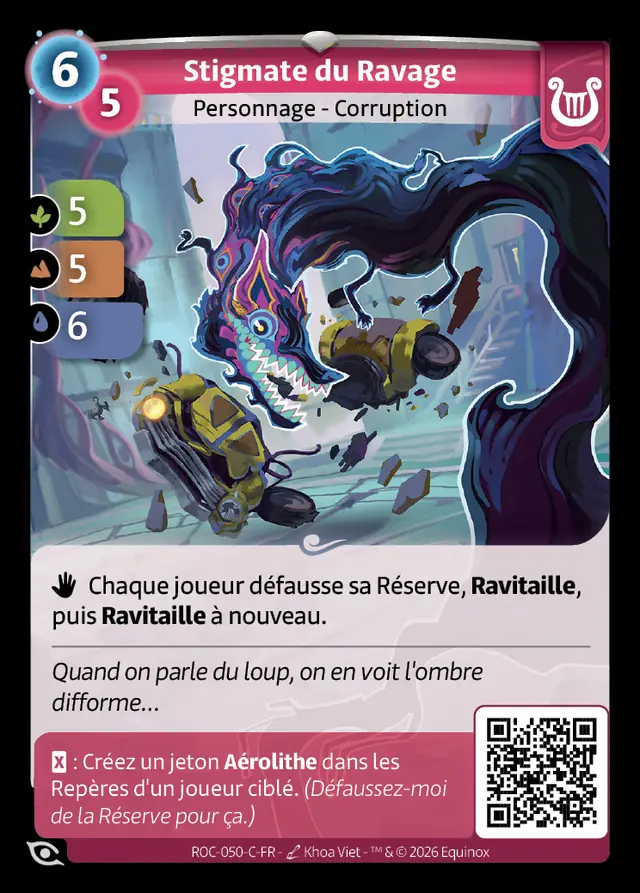 6
5
Stigmate du Ravage
Personnage - Corruption
5
5
6
Chaque joueur défausse sa Réserve, Ravitaille,
puis Ravitaille à nouveau.
Quand on parle du loup, on en voit l'ombre
difforme...
X : Créez un jeton Aérolithe dans les
Repères d'un joueur ciblé. (Défaussez-moi
de la Réserve pour ça.)
ROC-050-C-FR - Khoa Viet - ™ & © 2026 Equinox